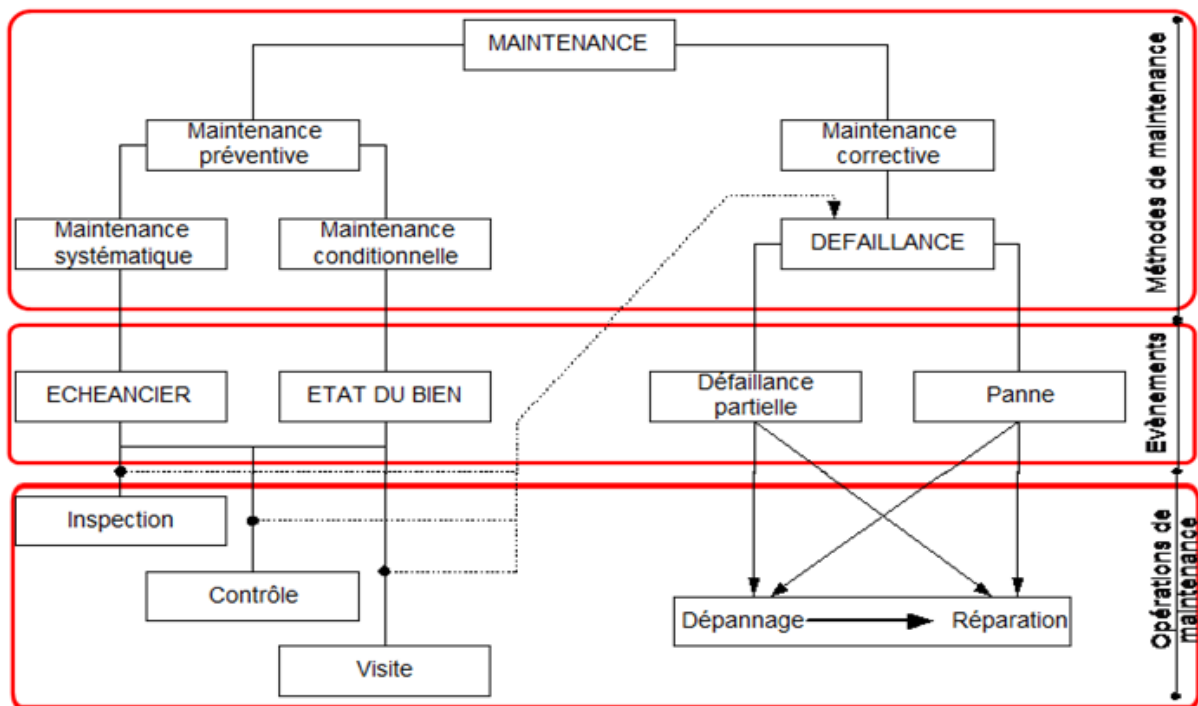 MAINTENANCE
Maintenance
préventive
Maintenance
corrective
Maintenance
systématique
Maintenance
conditionnelle
DEFAILLANCE
Méthodes de maintenance
ECHEANCIER
ETAT DU BIEN
Défaillance
partielle
Panne
Evènements
Inspection
Contrôle
Visite
Dépannage
Réparation
Opérations de
maintenance